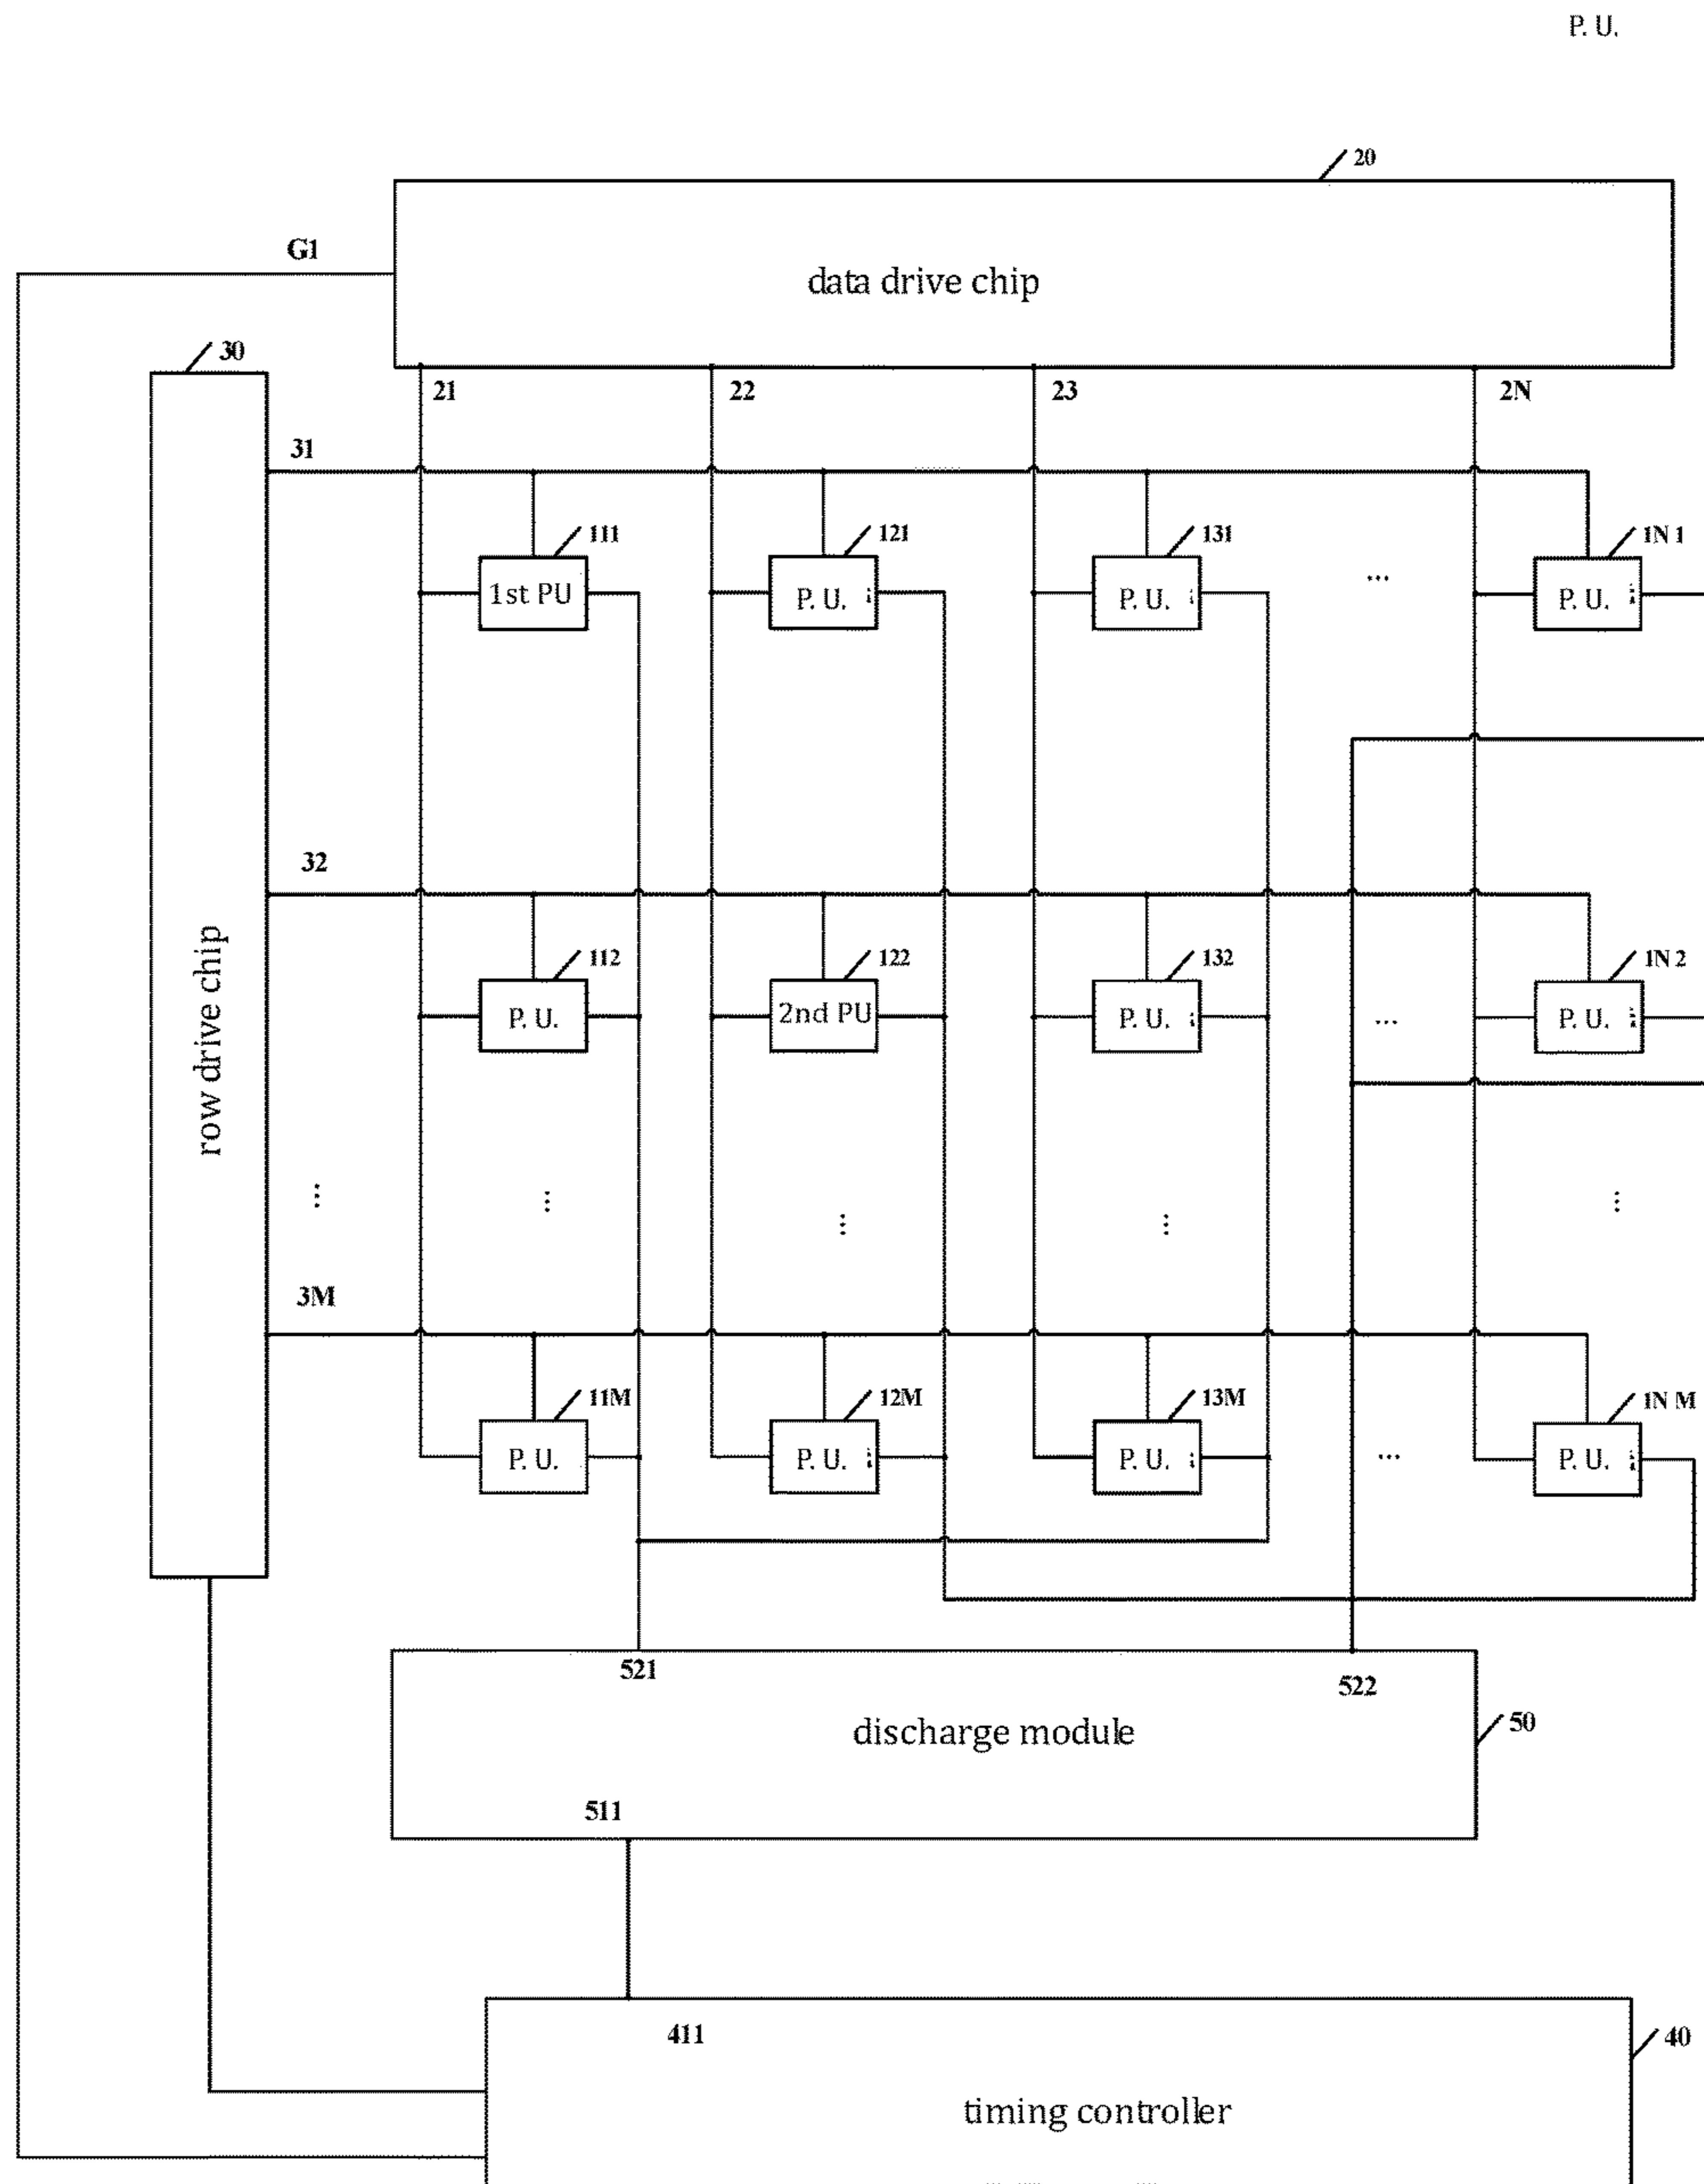 P. U.
20
G1
data drive chip
30
21 22 23 2N
31
111 121 131 1N 1
1st PU P. U. P. U. ... P. U.
32
112 122 132 1N 2
P. U. 2nd PU P. U. ... P. U.
row drive chip
⋮ ⋮ ⋮ ⋮ ⋮
3M
11M 12M 13M 1N M
P. U. P. U. P. U. ... P. U.
521 522
discharge module
50
511
411
40
timing controller